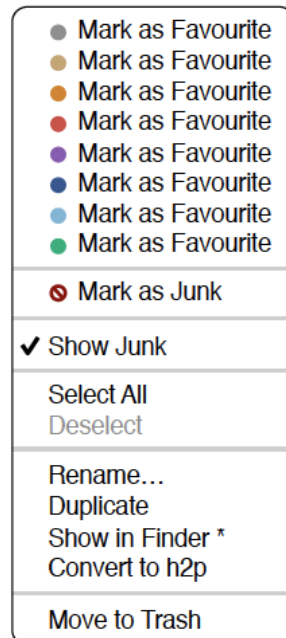 Mark as Favourite
Mark as Favourite
Mark as Favourite
Mark as Favourite
Mark as Favourite
Mark as Favourite
Mark as Favourite
Mark as Favourite
Mark as Junk
Show Junk
Select All
Deselect
Rename…
Duplicate
Show in Finder *
Convert to h2p
Move to Trash